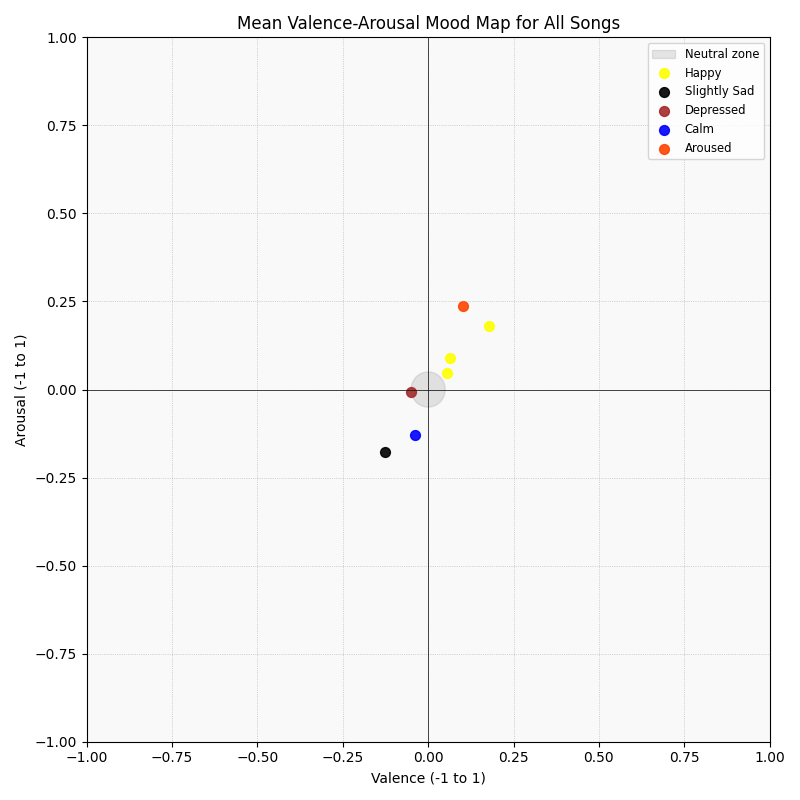 Mean Valence-Arousal Mood Map for All Songs
Neutral zone
Happy
Slightly Sad
Depressed
Calm
Aroused
1.00
0.75
0.50
0.25
0.00
−0.25
−0.50
−0.75
−1.00
Arousal (-1 to 1)
−1.00 −0.75 −0.50 −0.25 0.00 0.25 0.50 0.75 1.00
Valence (-1 to 1)